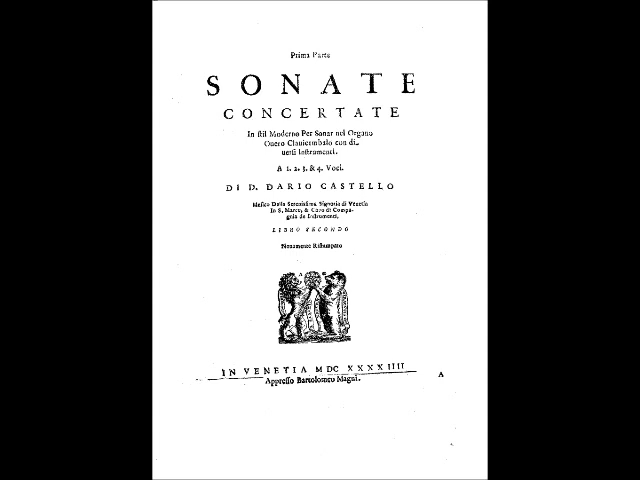 Prima Parte
SONATE
CONCERTATE
In stil Moderno Per Sonar nel Organo
Overo Clavicembalo con di-
uersi Instrumenti.
A 1. 2. 3. & 4. Voci.
DI D. DARIO CASTELLO
Musico Della Serenissima Signoria di Venetia
In S. Marco, & Capo di Compa-
gnia de Instrumenti.
LIBRO SECONDO
Nouamente Ristampato
IN VENETIA MDC XXXXIIII
Appresso Bartolomeo Magni.
A